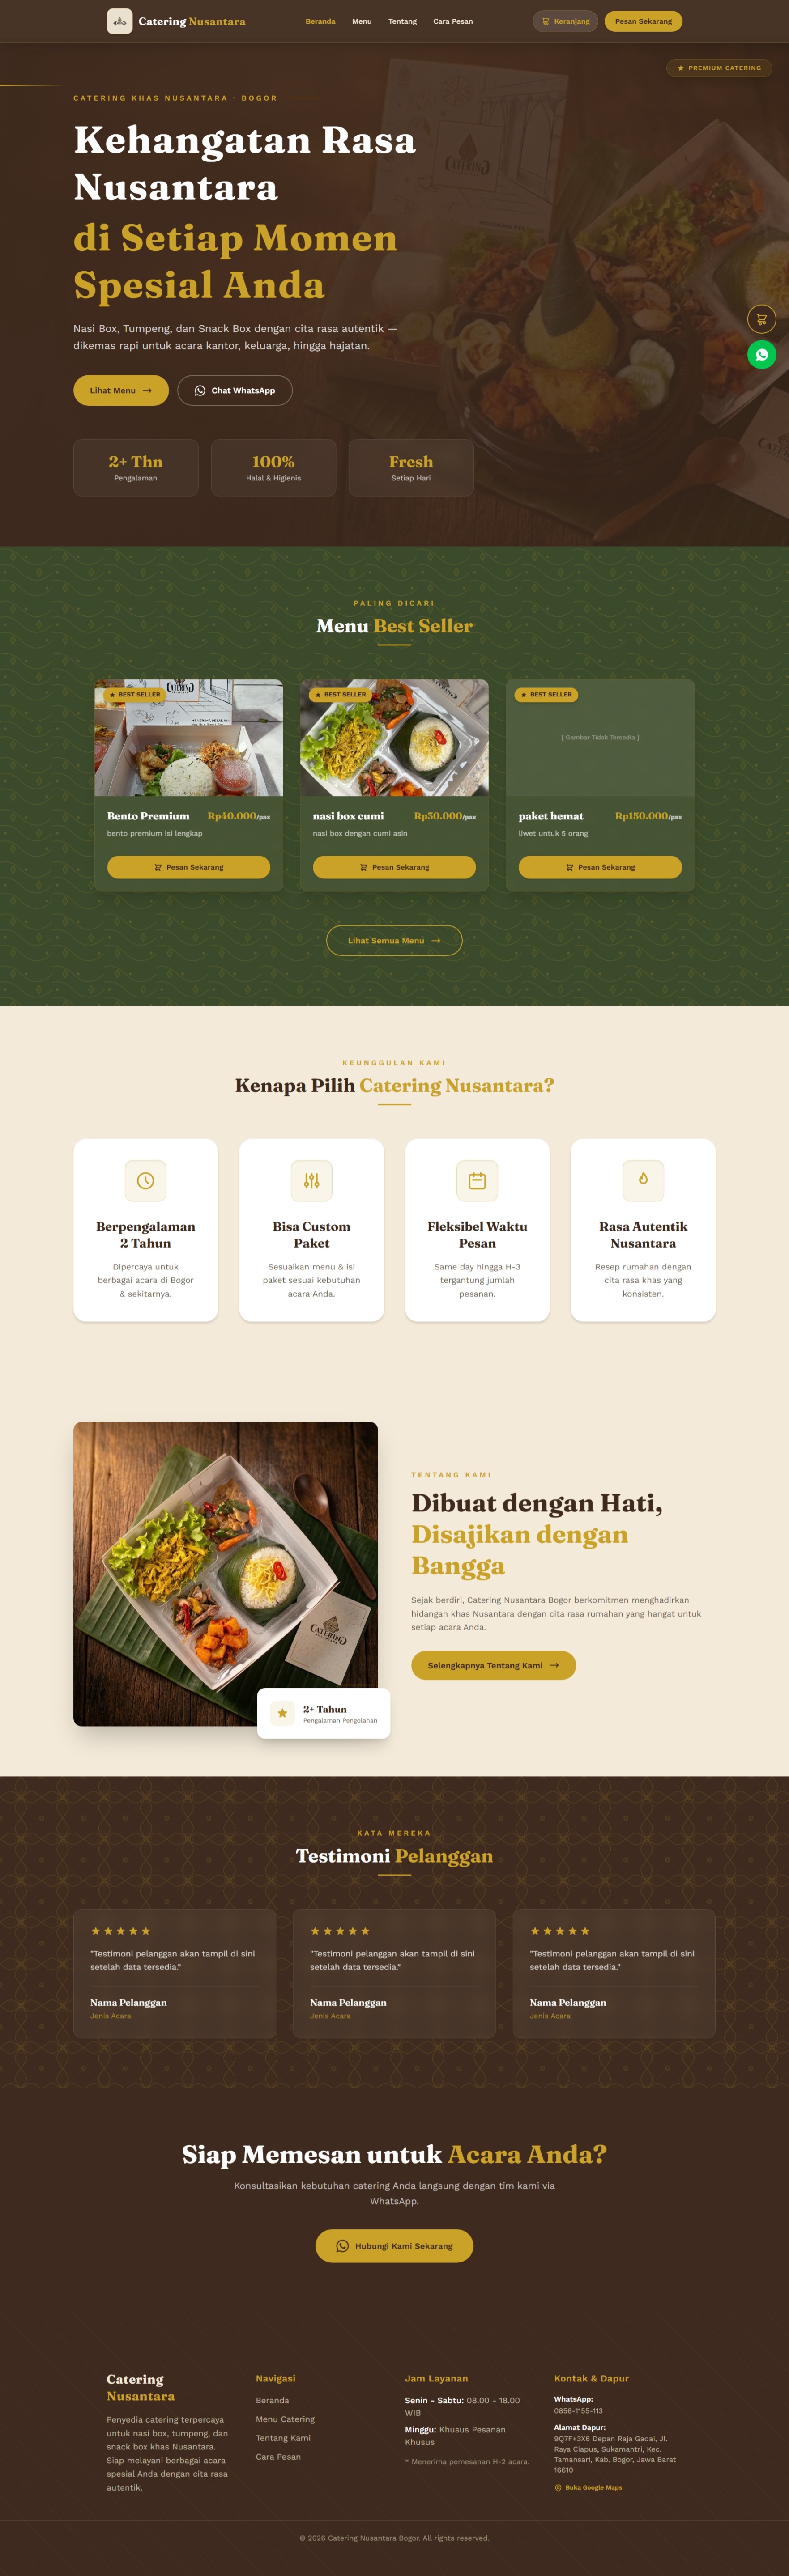 Catering Nusantara
Beranda
Menu
Tentang
Cara Pesan
Keranjang
Pesan Sekarang
PREMIUM CATERING
CATERING KHAS NUSANTARA · BOGOR
Kehangatan Rasa
Nusantara
di Setiap Momen
Spesial Anda
Nasi Box, Tumpeng, dan Snack Box dengan cita rasa autentik —
dikemas rapi untuk acara kantor, keluarga, hingga hajatan.
Lihat Menu
Chat WhatsApp
2+ Thn
Pengalaman
100%
Halal & Higienis
Fresh
Setiap Hari
PALING DICARI
Menu Best Seller
BEST SELLER
CATERING
Bento Premium
Rp40.000/pax
bento premium isi lengkap
Pesan Sekarang
BEST SELLER
nasi box cumi
Rp30.000/pax
nasi box dengan cumi asin
Pesan Sekarang
BEST SELLER
[ Gambar Tidak Tersedia ]
paket hemat
Rp150.000/pax
liwet untuk 5 orang
Pesan Sekarang
Lihat Semua Menu
KEUNGGULAN KAMI
Kenapa Pilih Catering Nusantara?
Berpengalaman
2 Tahun
Dipercaya untuk
berbagai acara di Bogor
& sekitarnya.
Bisa Custom
Paket
Sesuaikan menu & isi
paket sesuai kebutuhan
acara Anda.
Fleksibel Waktu
Pesan
Same day hingga H-3
tergantung jumlah
pesanan.
Rasa Autentik
Nusantara
Resep rumahan dengan
cita rasa khas yang
konsisten.
CATERING
2+ Tahun
Pengalaman Pengolahan
TENTANG KAMI
Dibuat dengan Hati,
Disajikan dengan
Bangga
Sejak berdiri, Catering Nusantara Bogor berkomitmen menghadirkan
hidangan khas Nusantara dengan cita rasa rumahan yang hangat untuk
setiap acara Anda.
Selengkapnya Tentang Kami
KATA MEREKA
Testimoni Pelanggan
"Testimoni pelanggan akan tampil di sini
setelah data tersedia."
Nama Pelanggan
Jenis Acara
"Testimoni pelanggan akan tampil di sini
setelah data tersedia."
Nama Pelanggan
Jenis Acara
"Testimoni pelanggan akan tampil di sini
setelah data tersedia."
Nama Pelanggan
Jenis Acara
Siap Memesan untuk Acara Anda?
Konsultasikan kebutuhan catering Anda langsung dengan tim kami via
WhatsApp.
Hubungi Kami Sekarang
Catering
Nusantara
Penyedia catering terpercaya
untuk nasi box, tumpeng, dan
snack box khas Nusantara.
Siap melayani berbagai acara
spesial Anda dengan cita rasa
autentik.
Navigasi
Beranda
Menu Catering
Tentang Kami
Cara Pesan
Jam Layanan
Senin - Sabtu: 08.00 - 18.00
WIB
Minggu: Khusus Pesanan
Khusus
* Menerima pemesanan H-2 acara.
Kontak & Dapur
WhatsApp:
0856-1155-113
Alamat Dapur:
9Q7F+3X6 Depan Raja Gadai, Jl.
Raya Ciapus, Sukamantri, Kec.
Tamansari, Kab. Bogor, Jawa Barat
16610
Buka Google Maps
© 2026 Catering Nusantara Bogor. All rights reserved.